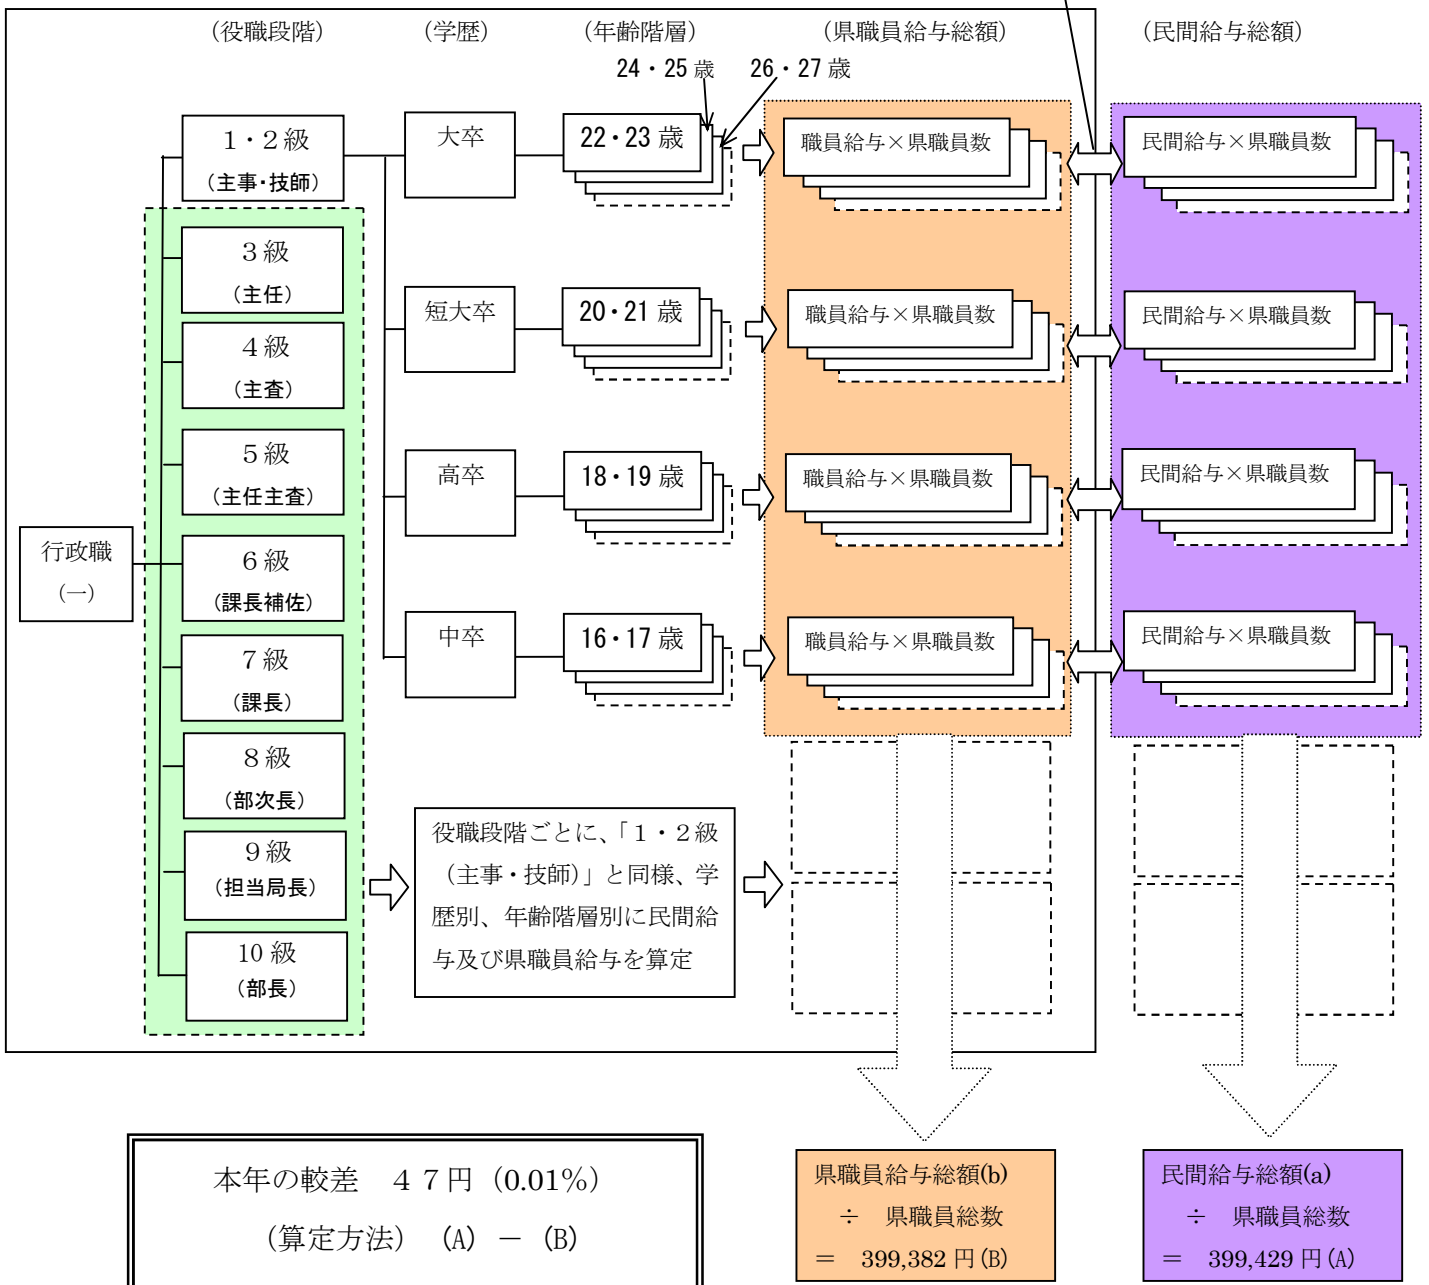 （役職段階）　（学歴）　（年齢階層）　（県職員給与総額）　（民間給与総額）
24・25 歳　26・27 歳
1・2級
（主事・技師）
大卒
22・23 歳
職員給与×県職員数
民間給与×県職員数
3級
（主任）
短大卒
20・21 歳
職員給与×県職員数
民間給与×県職員数
4級
（主査）
5級
（主任主査）
高卒
18・19 歳
職員給与×県職員数
民間給与×県職員数
行政職
（一）
6級
（課長補佐）
中卒
16・17 歳
職員給与×県職員数
民間給与×県職員数
7級
（課長）
8級
（部次長）
9級
（担当局長）
10 級
（部長）
役職段階ごとに、「1・2級
（主事・技師）」と同様、学
歴別、年齢階層別に民間給
与及び県職員給与を算定
本年の較差　47円（0.01％）
（算定方法）　(A) － (B)
県職員給与総額(b)
÷　県職員総数
＝　399,382 円(B)
民間給与総額(a)
÷　県職員総数
＝　399,429 円(A)